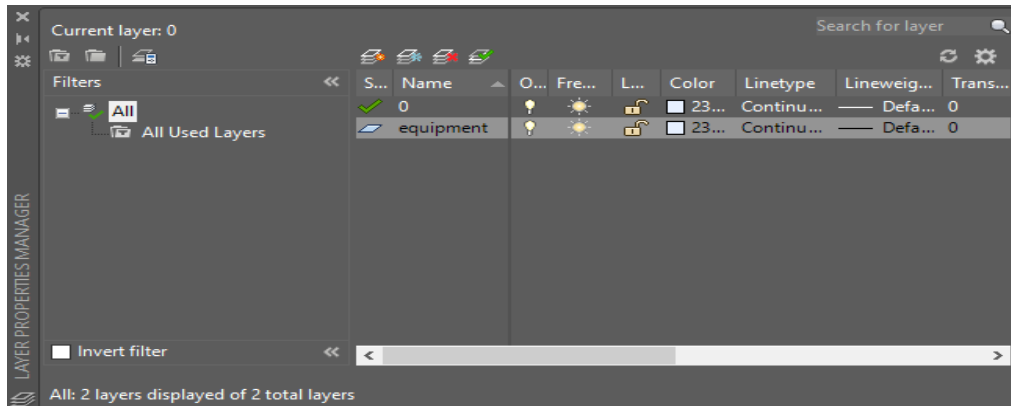 Current layer: 0
Search for layer
Filters
S... Name O... Fre... L... Color Linetype Lineweig... Trans...
0 23... Continu... Defa... 0
equipment 23... Continu... Defa... 0
All
All Used Layers
Invert filter
All: 2 layers displayed of 2 total layers
LAYER PROPERTIES MANAGER